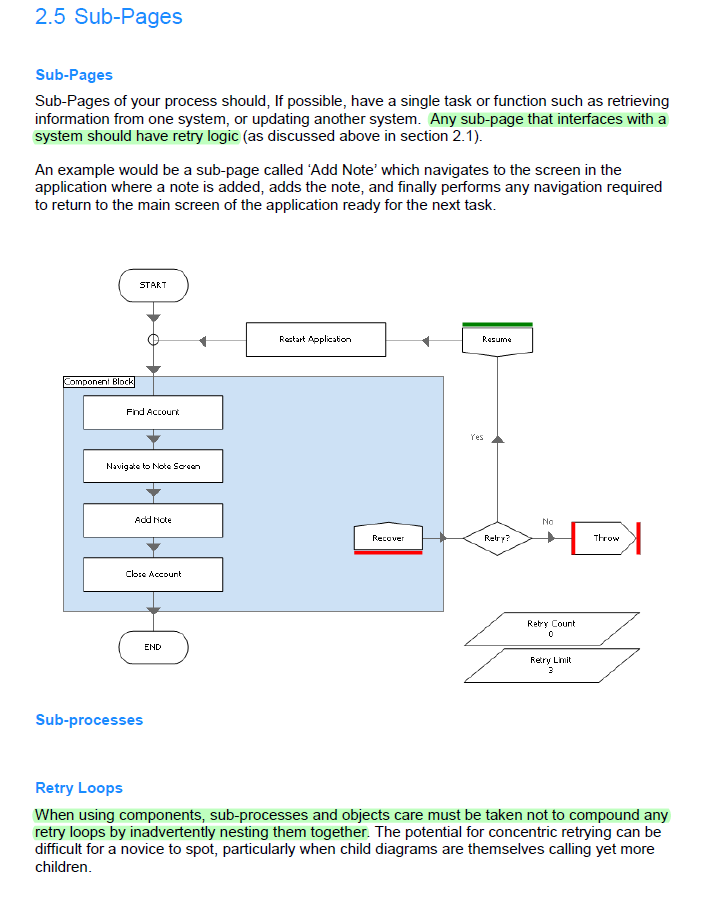 2.5 Sub-Pages
Sub-Pages
Sub-Pages of your process should, If possible, have a single task or function such as retrieving
information from one system, or updating another system. Any sub-page that interfaces with a
system should have retry logic (as discussed above in section 2.1).
An example would be a sub-page called ‘Add Note’ which navigates to the screen in the
application where a note is added, adds the note, and finally performs any navigation required
to return to the main screen of the application ready for the next task.
START
Restart Application
Resume
Component Block
Find Account
Yes
Navigate to Note Screen
Add Note
No
Recover
Retry?
Throw
Close Account
Retry Count
0
END
Retry Limit
3
Sub-processes
Retry Loops
When using components, sub-processes and objects care must be taken not to compound any
retry loops by inadvertently nesting them together. The potential for concentric retrying can be
difficult for a novice to spot, particularly when child diagrams are themselves calling yet more
children.